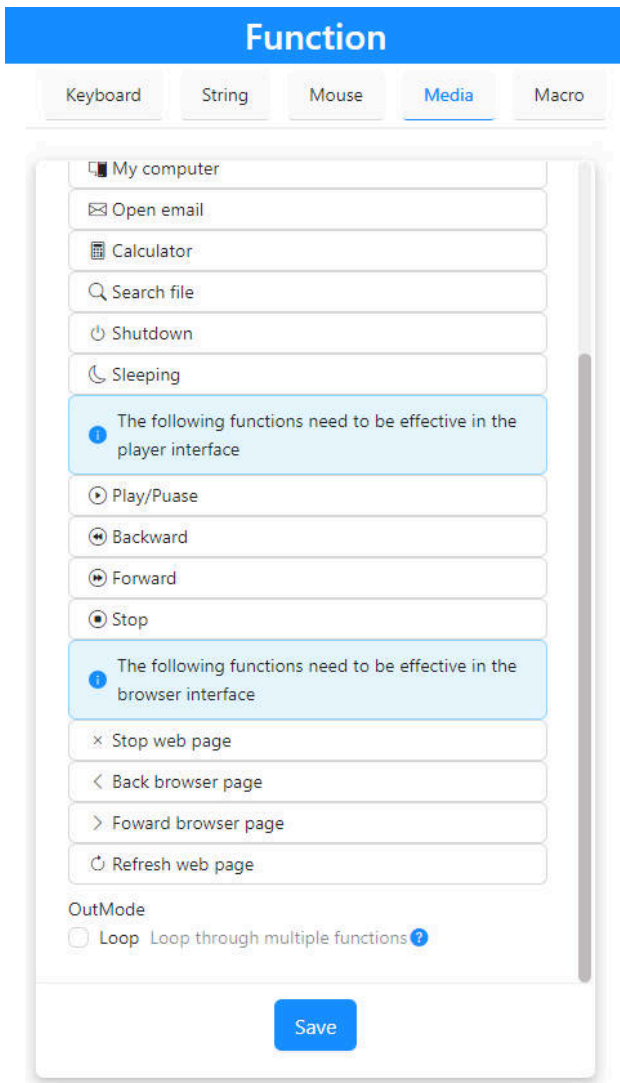 Function
Keyboard String Mouse Media Macro
My computer
Open email
Calculator
Search file
Shutdown
Sleeping
The following functions need to be effective in the
player interface
Play/Puase
Backward
Forward
Stop
The following functions need to be effective in the
browser interface
Stop web page
Back browser page
Foward browser page
Refresh web page
OutMode
Loop Loop through multiple functions
Save